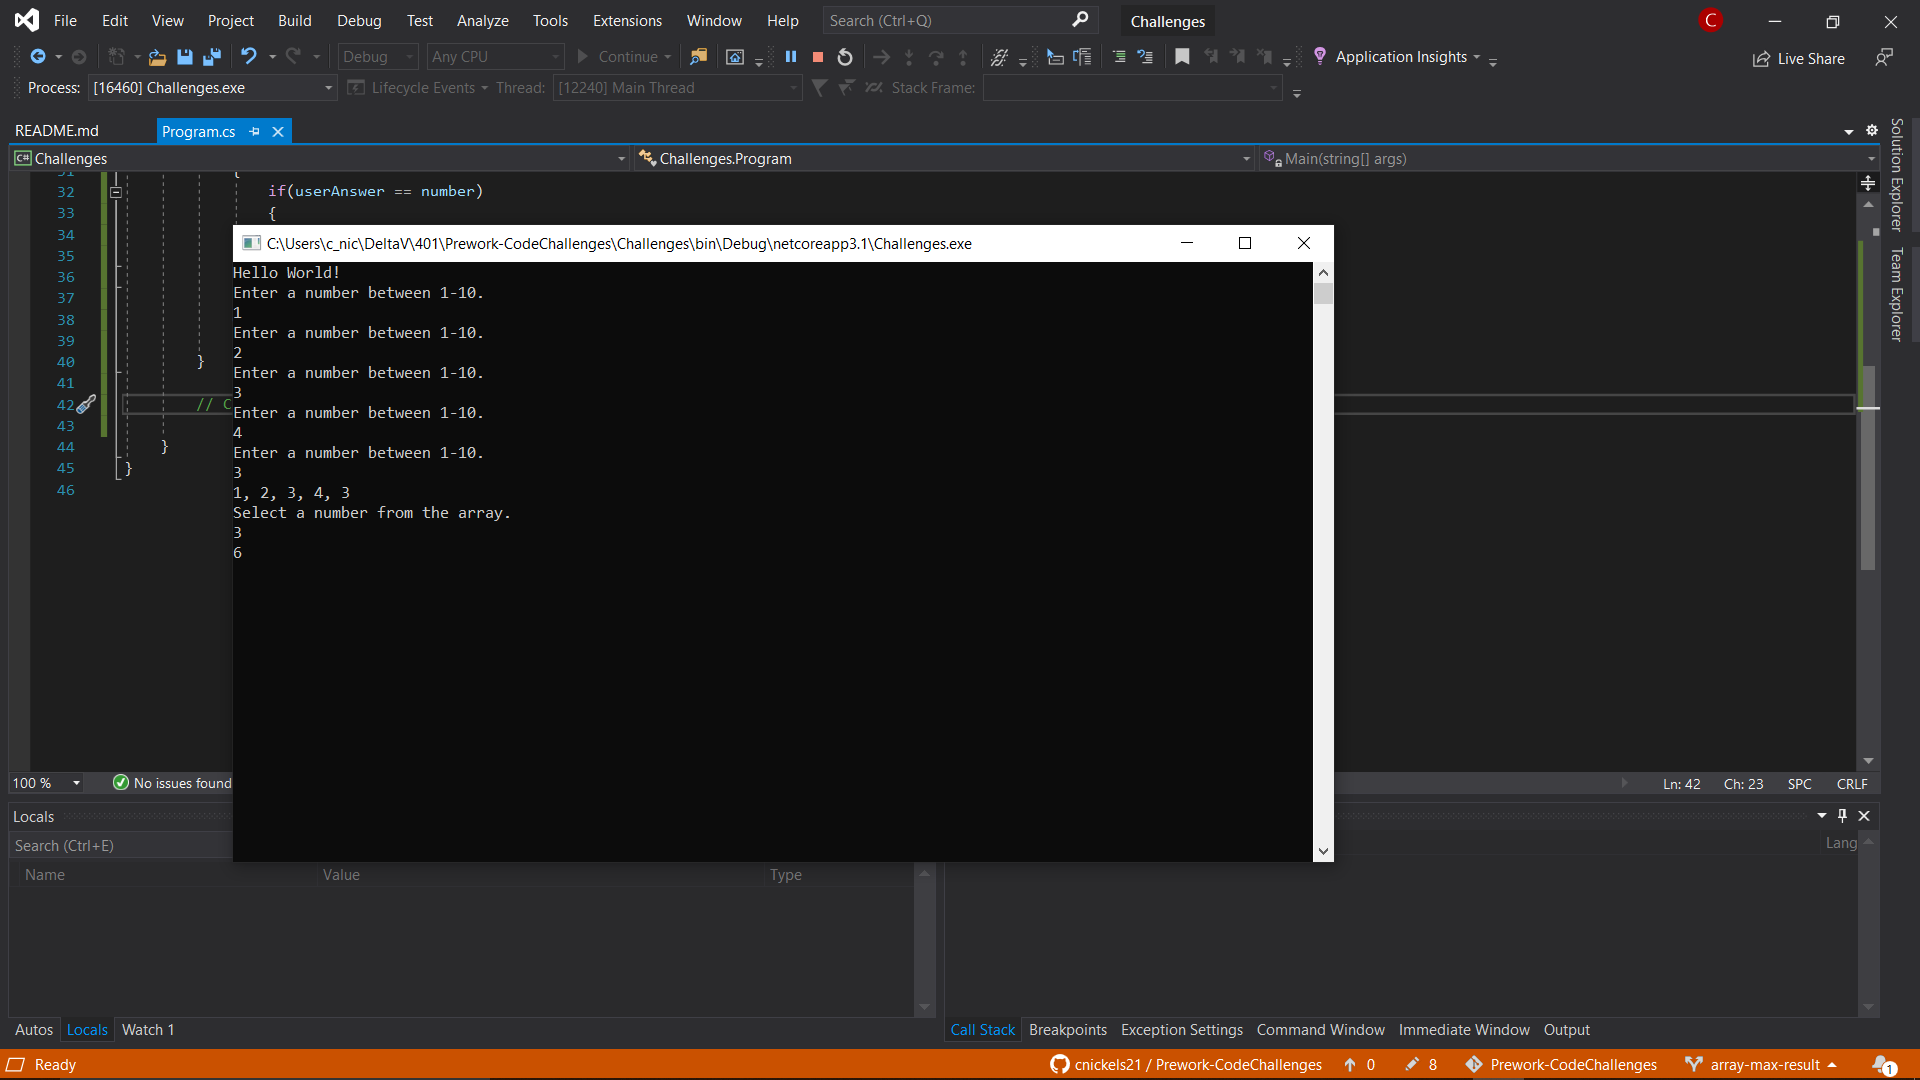 File Edit View Project Build Debug Test Analyze Tools Extensions Window Help Search (Ctrl+Q) Challenges C
Debug Any CPU Continue Application Insights Live Share
Process: [16460] Challenges.exe Lifecycle Events Thread: [12240] Main Thread Stack Frame:
README.md Program.cs
C# Challenges Challenges.Program Main(string[] args)
31 {
32 if(userAnswer == number)
33 {
34
35
36
37
38
39
40 }
41
42 // C
43
44 }
45 }
46
C:\Users\c_nic\DeltaV\401\Prework-CodeChallenges\Challenges\bin\Debug\netcoreapp3.1\Challenges.exe
Hello World!
Enter a number between 1-10.
1
Enter a number between 1-10.
2
Enter a number between 1-10.
3
Enter a number between 1-10.
4
Enter a number between 1-10.
3
1, 2, 3, 4, 3
Select a number from the array.
3
6
Solution Explorer
Team Explorer
100 % No issues found Ln: 42 Ch: 23 SPC CRLF
Locals
Search (Ctrl+E) Lang
Name Value Type
Autos Locals Watch 1 Call Stack Breakpoints Exception Settings Command Window Immediate Window Output
Ready cnickels21 / Prework-CodeChallenges 0 8 Prework-CodeChallenges array-max-result 1